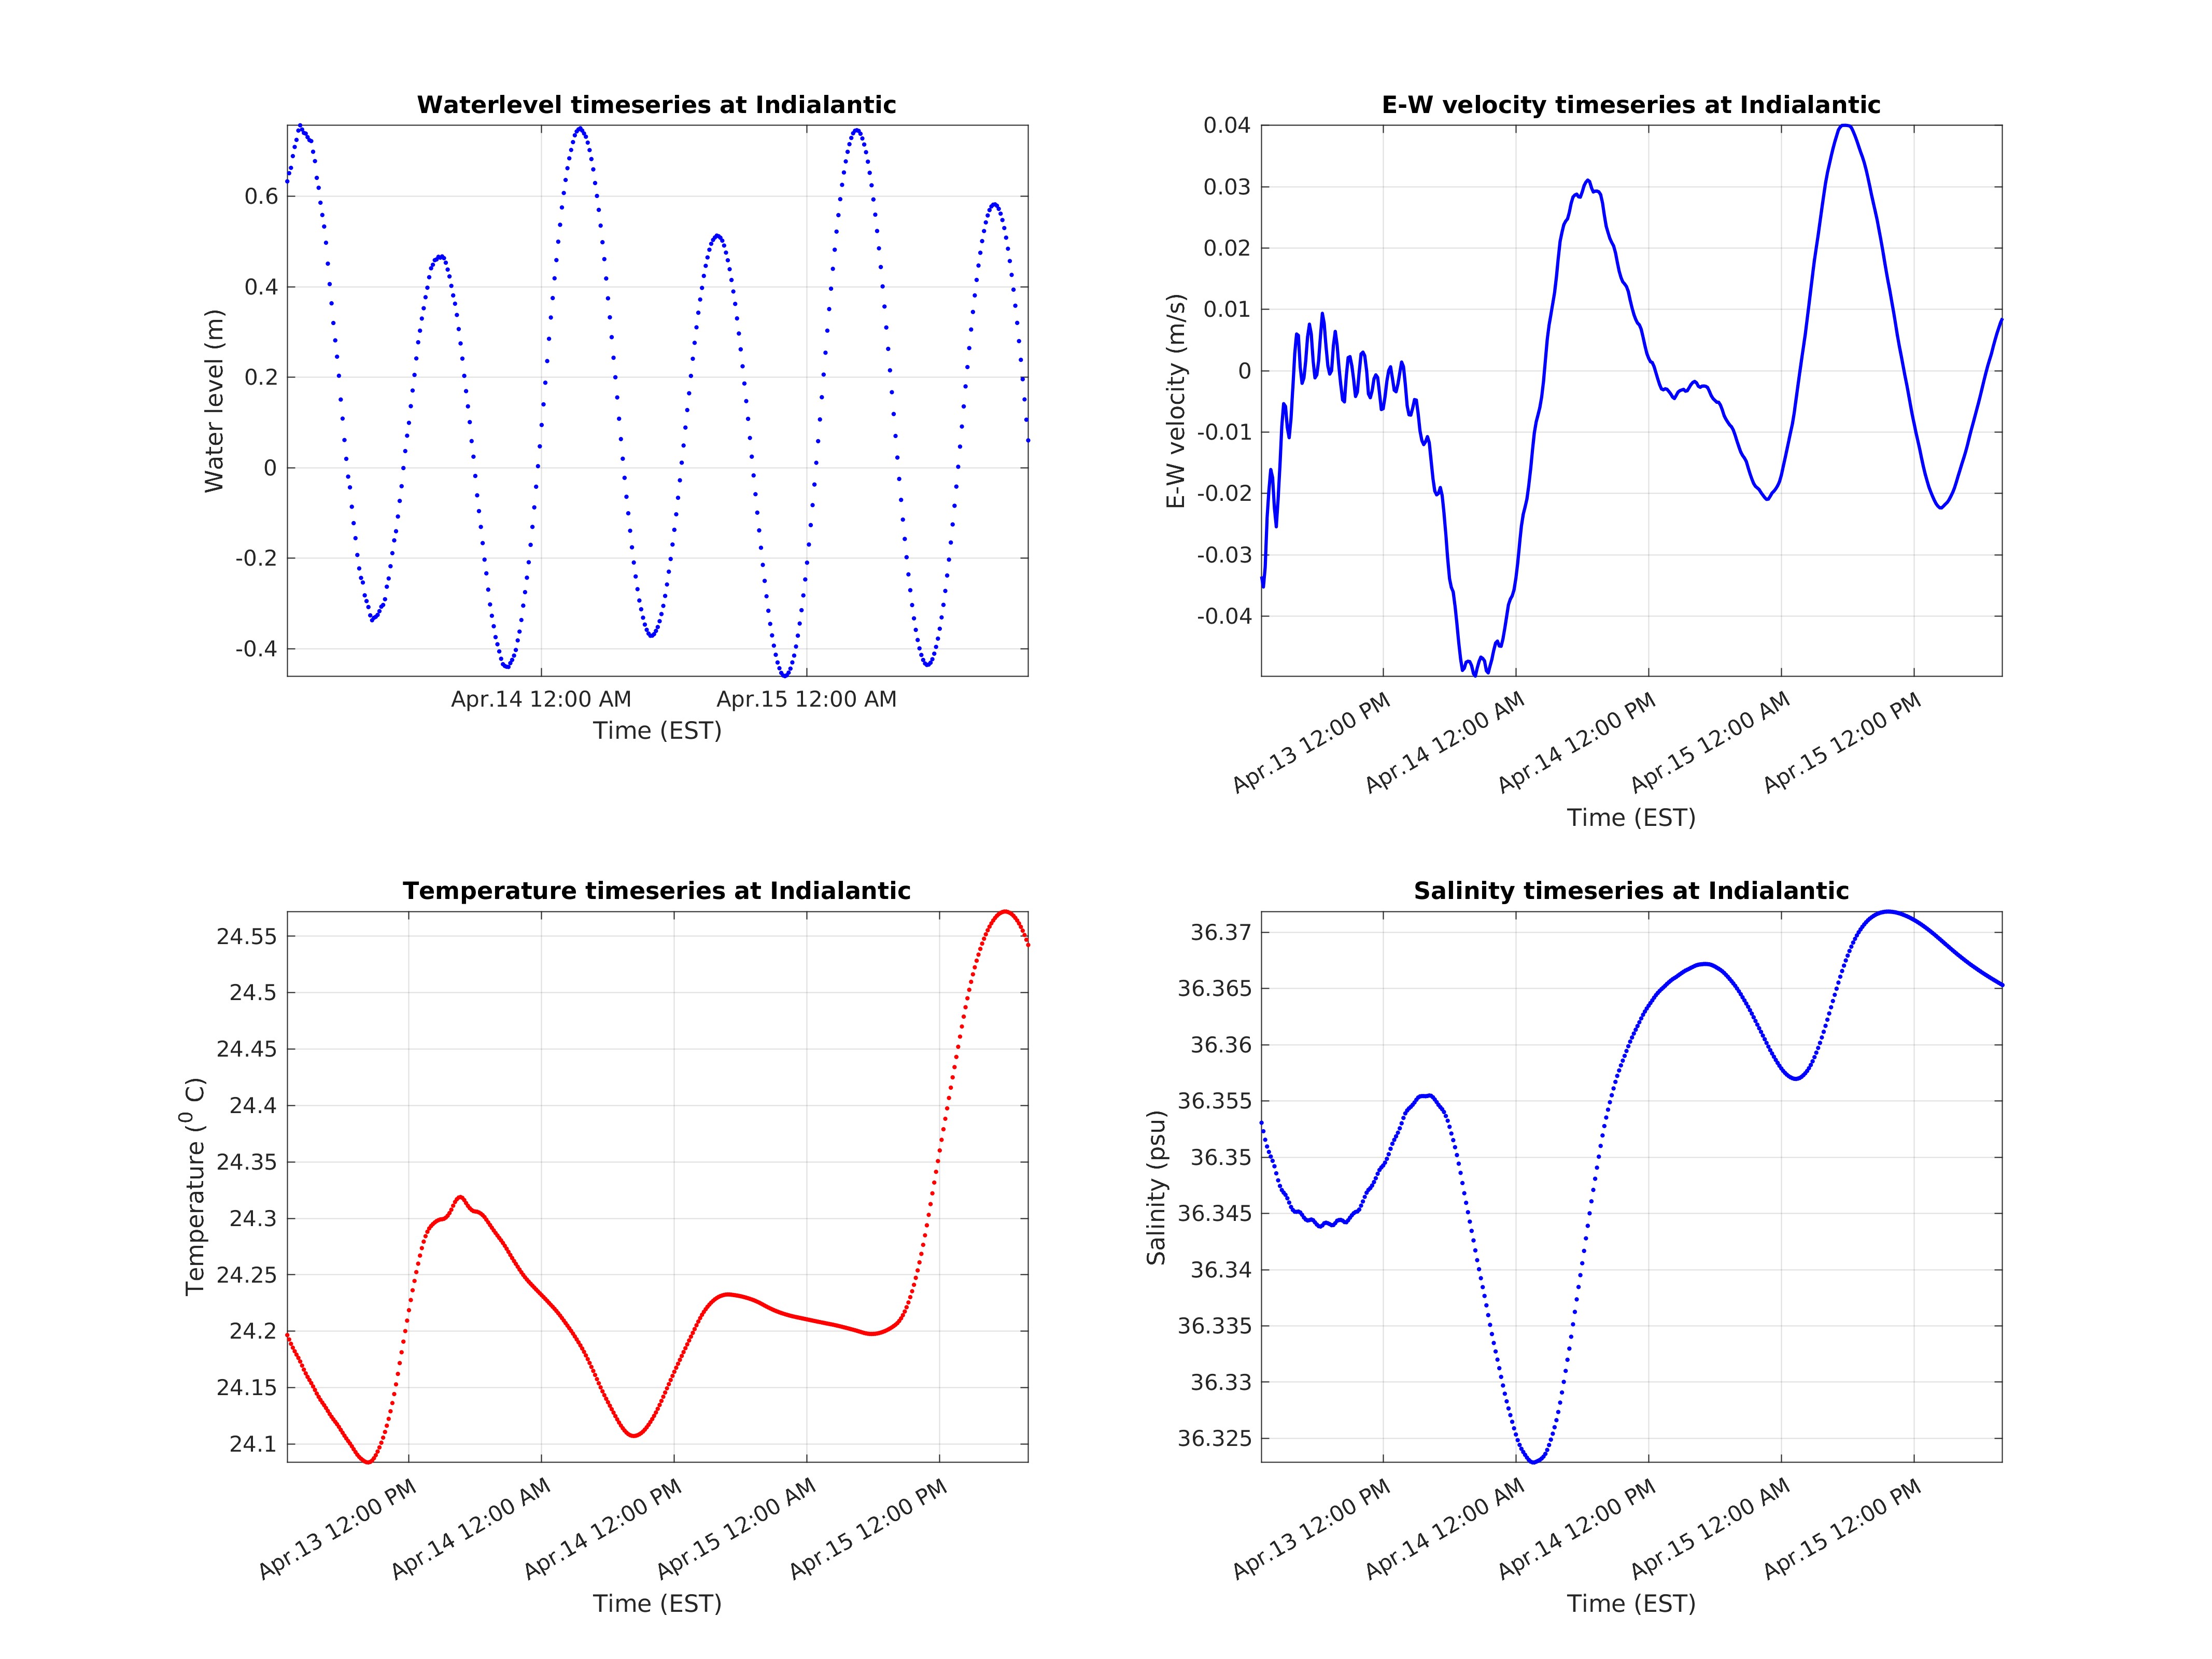 Waterlevel timeseries at Indialantic
0.6
0.4
0.2
0
-0.2
-0.4
Water level (m)
Apr.14 12:00 AM
Apr.15 12:00 AM
Time (EST)
E-W velocity timeseries at Indialantic
0.04
0.03
0.02
0.01
0
-0.01
-0.02
-0.03
-0.04
E-W velocity (m/s)
Apr.13 12:00 PM
Apr.14 12:00 AM
Apr.14 12:00 PM
Apr.15 12:00 AM
Apr.15 12:00 PM
Time (EST)
Temperature timeseries at Indialantic
24.55
24.5
24.45
24.4
24.35
24.3
24.25
24.2
24.15
24.1
Temperature (⁰ C)
Apr.13 12:00 PM
Apr.14 12:00 AM
Apr.14 12:00 PM
Apr.15 12:00 AM
Apr.15 12:00 PM
Time (EST)
Salinity timeseries at Indialantic
36.37
36.365
36.36
36.355
36.35
36.345
36.34
36.335
36.33
36.325
Salinity (psu)
Apr.13 12:00 PM
Apr.14 12:00 AM
Apr.14 12:00 PM
Apr.15 12:00 AM
Apr.15 12:00 PM
Time (EST)